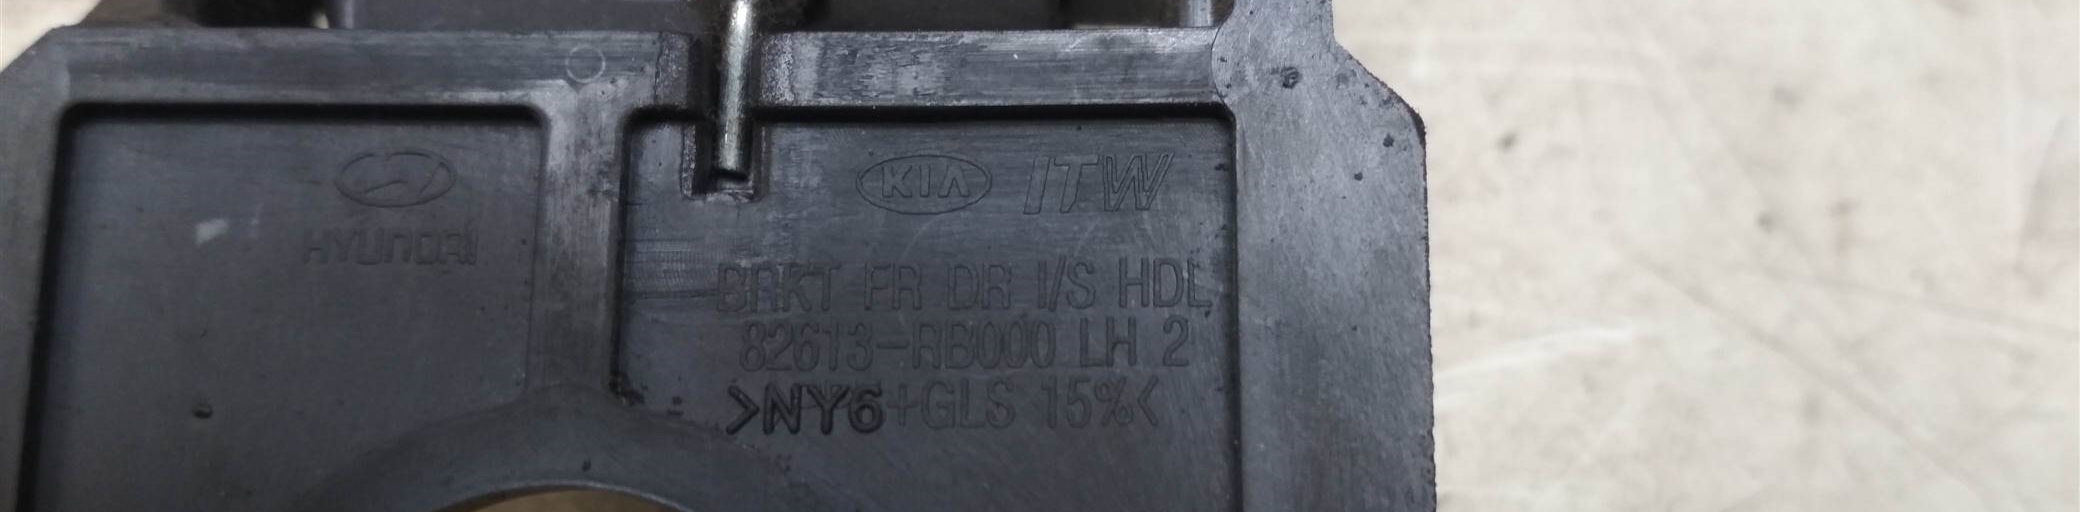 HYUNDAI
KIA ITW
BRKT FR DR I/S HDL
82613-RB000 LH 2
>NY6+GLS 15%<